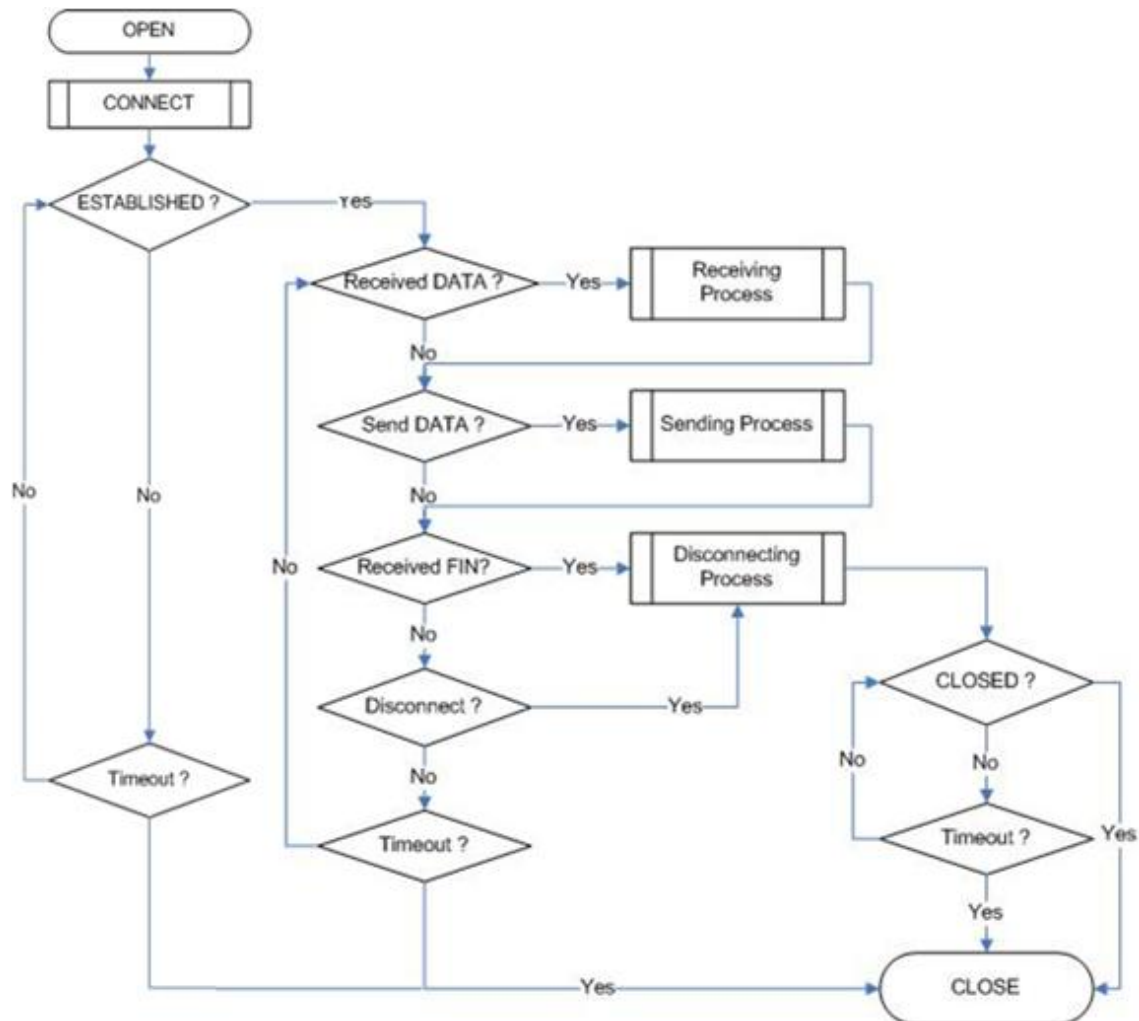 OPEN
CONNECT
ESTABLISHED ?
Yes
Received DATA ?
Yes
Receiving
Process
No
Send DATA ?
Yes
Sending Process
No
No
No
Received FIN?
Yes
Disconnecting
Process
No
No
Disconnect ?
Yes
CLOSED ?
No
No
No
Timeout ?
Timeout ?
Timeout ?
Yes
Yes
Yes
CLOSE